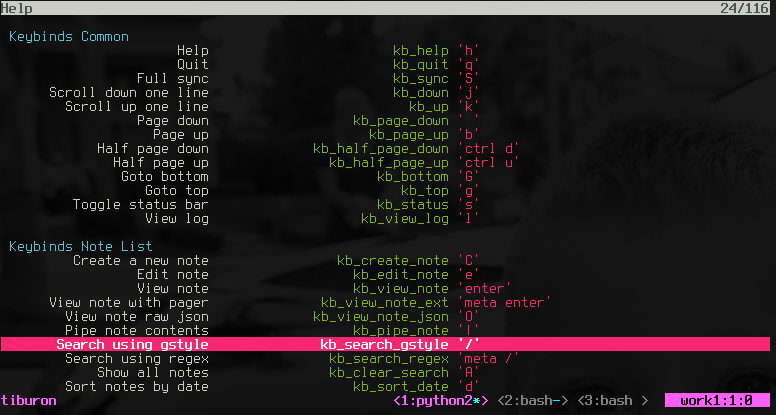 Help 24/116
Keybinds Common
Help kb_help 'h'
Quit kb_quit 'q'
Full sync kb_sync 'S'
Scroll down one line kb_down 'j'
Scroll up one line kb_up 'k'
Page down kb_page_down ' '
Page up kb_page_up 'b'
Half page down kb_half_page_down 'ctrl d'
Half page up kb_half_page_up 'ctrl u'
Goto bottom kb_bottom 'G'
Goto top kb_top 'g'
Toggle status bar kb_status 's'
View log kb_view_log 'l'
Keybinds Note List
Create a new note kb_create_note 'C'
Edit note kb_edit_note 'e'
View note kb_view_note 'enter'
View note with pager kb_view_note_ext 'meta enter'
View note raw json kb_view_note_json 'O'
Pipe note contents kb_pipe_note '|'
Search using gstyle kb_search_gstyle '/'
Search using regex kb_search_regex 'meta /'
Show all notes kb_clear_search 'A'
Sort notes by date kb_sort_date 'd'
tiburon <1:python2*> <2:bash-> <3:bash > work1:1:0